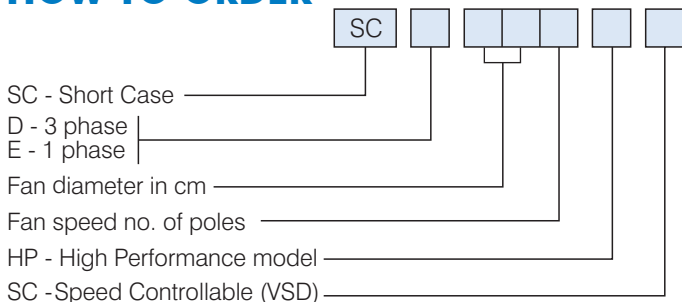 HOW TO ORDER
SC
SC - Short Case
D - 3 phase
E - 1 phase
Fan diameter in cm
Fan speed no. of poles
HP - High Performance model
SC -Speed Controllable (VSD)